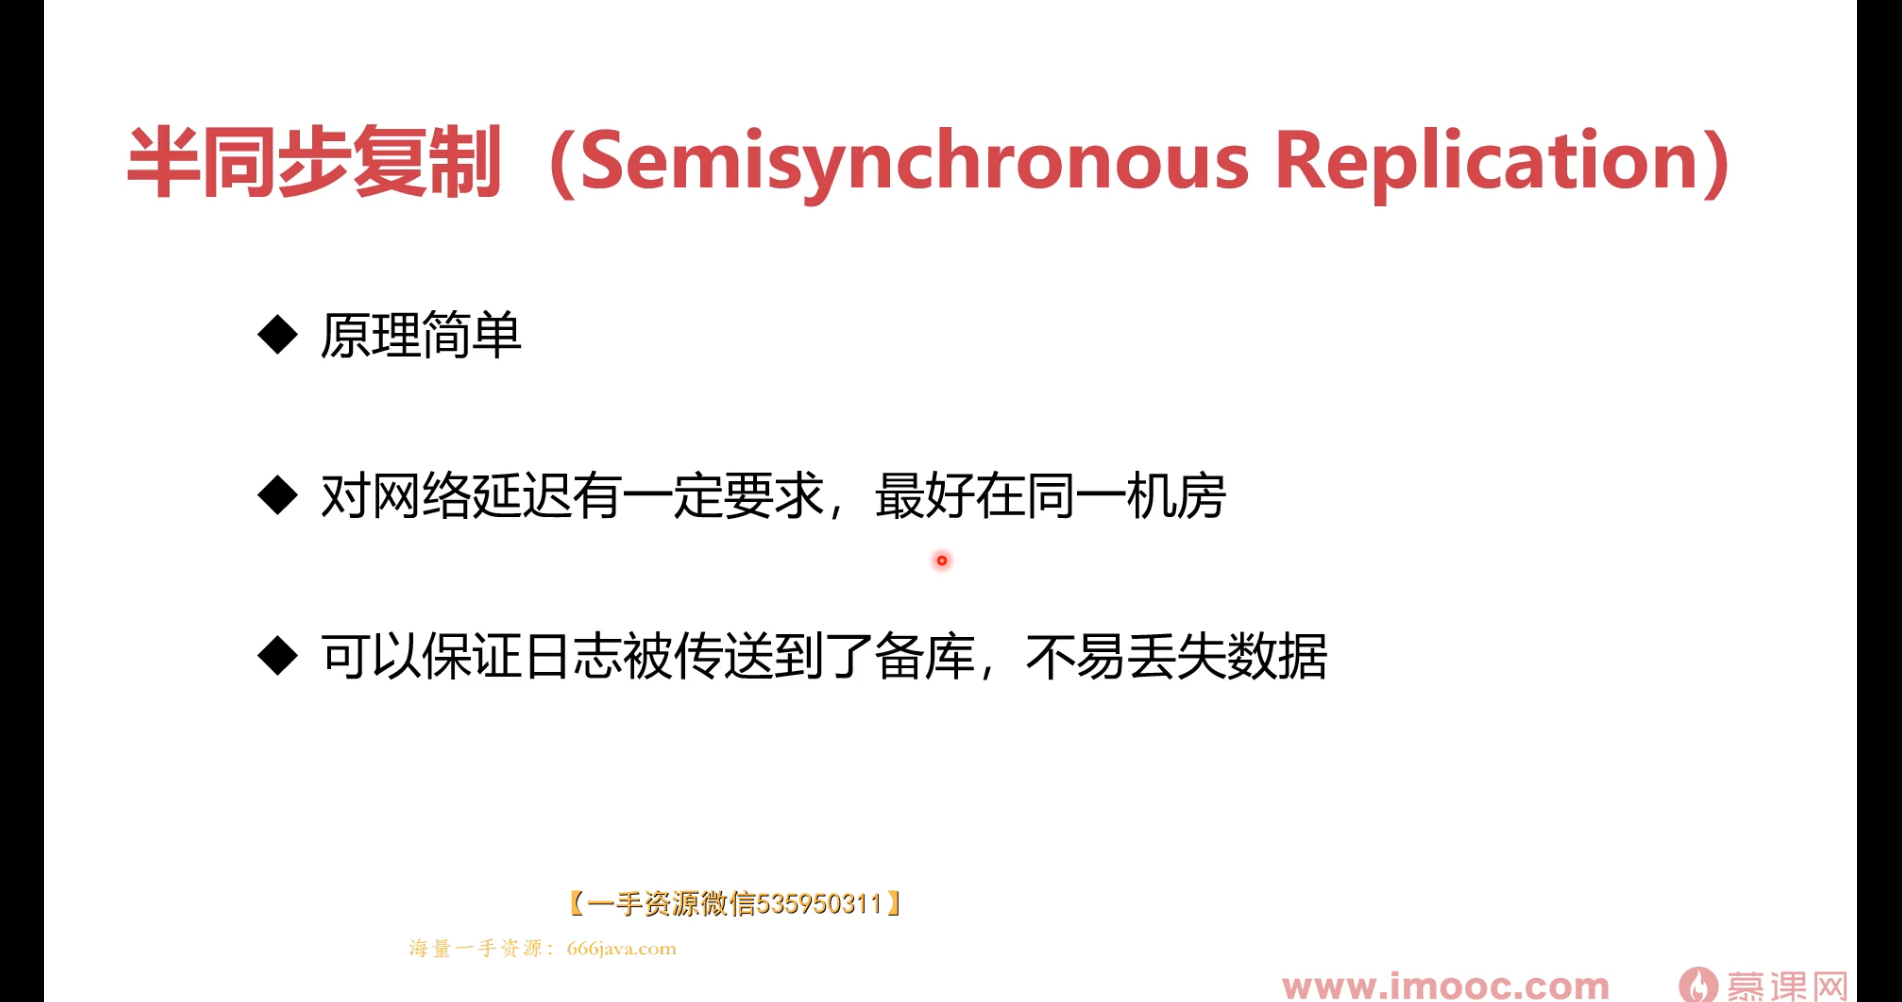 半同步复制（Semisynchronous Replication）
◆ 原理简单
◆ 对网络延迟有一定要求，最好在同一机房
◆ 可以保证日志被传送到了备库，不易丢失数据
【一手资源微信535950311】
海量一手资源：666java.com
www.imooc.com 慕课网